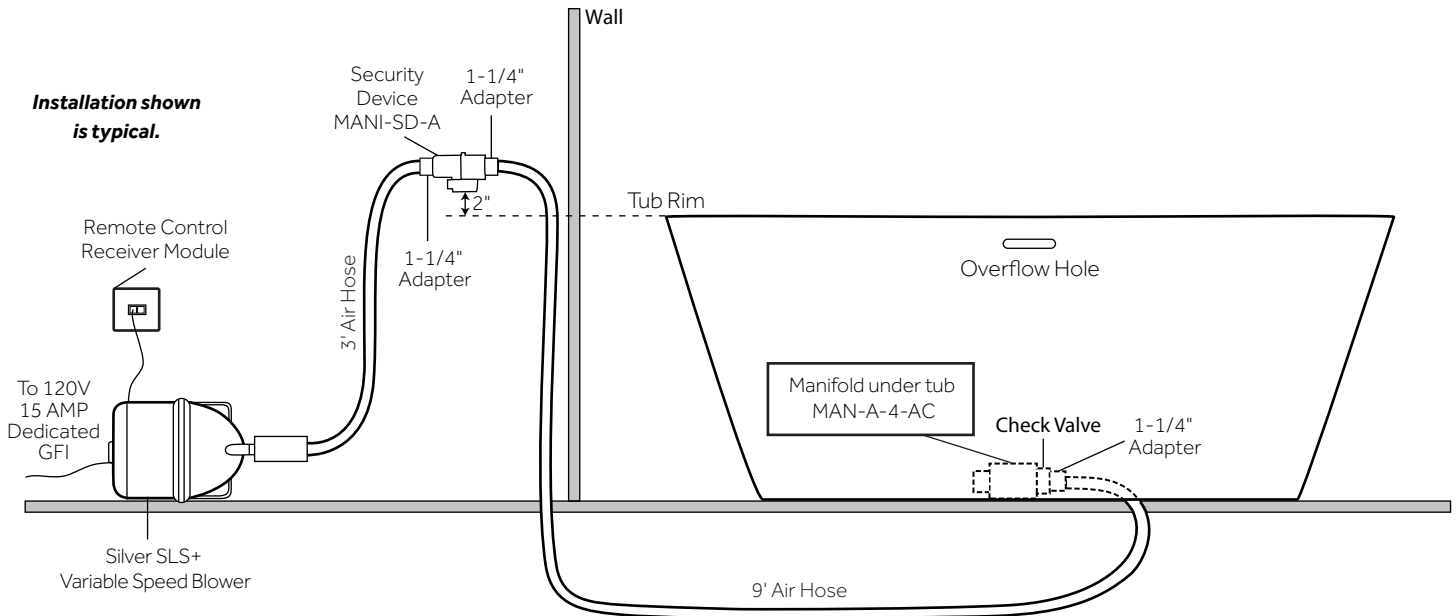 Wall
Installation shown
is typical.
Security
Device
MANI-SD-A
1-1/4"
Adapter
2"
Tub Rim
Remote Control
Receiver Module
1-1/4"
Adapter
3' Air Hose
Overflow Hole
To 120V
15 AMP
Dedicated
GFI
Manifold under tub
MAN-A-4-AC
Check Valve
1-1/4"
Adapter
Silver SLS+
Variable Speed Blower
9' Air Hose